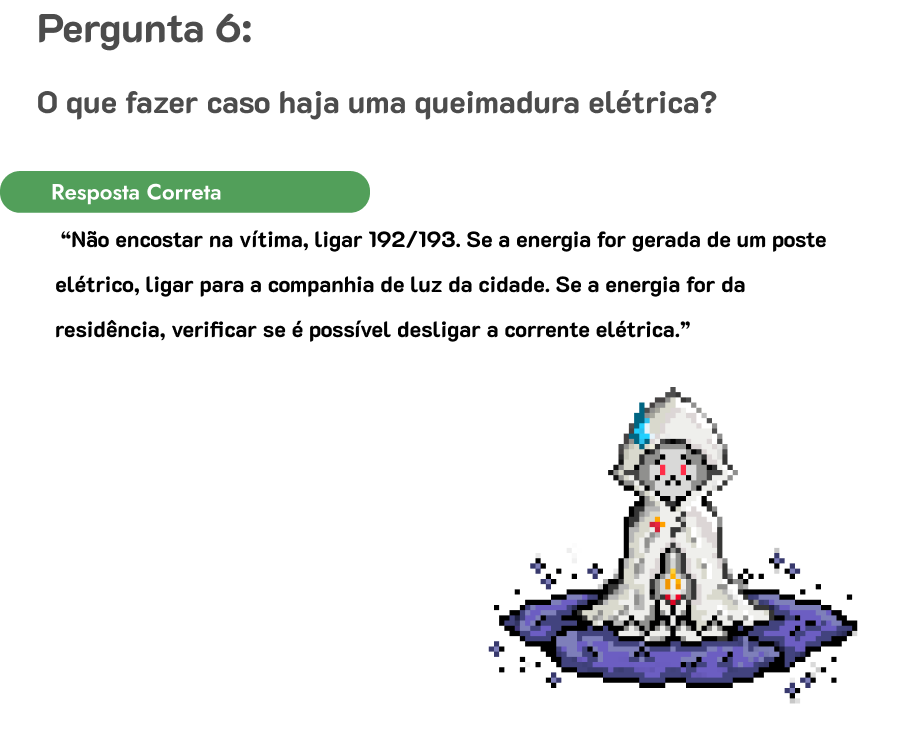 Pergunta 6:
O que fazer caso haja uma queimadura elétrica?
Resposta Correta
“Não encostar na vítima, ligar 192/193. Se a energia for gerada de um poste
elétrico, ligar para a companhia de luz da cidade. Se a energia for da
residência, verificar se é possível desligar a corrente elétrica.”